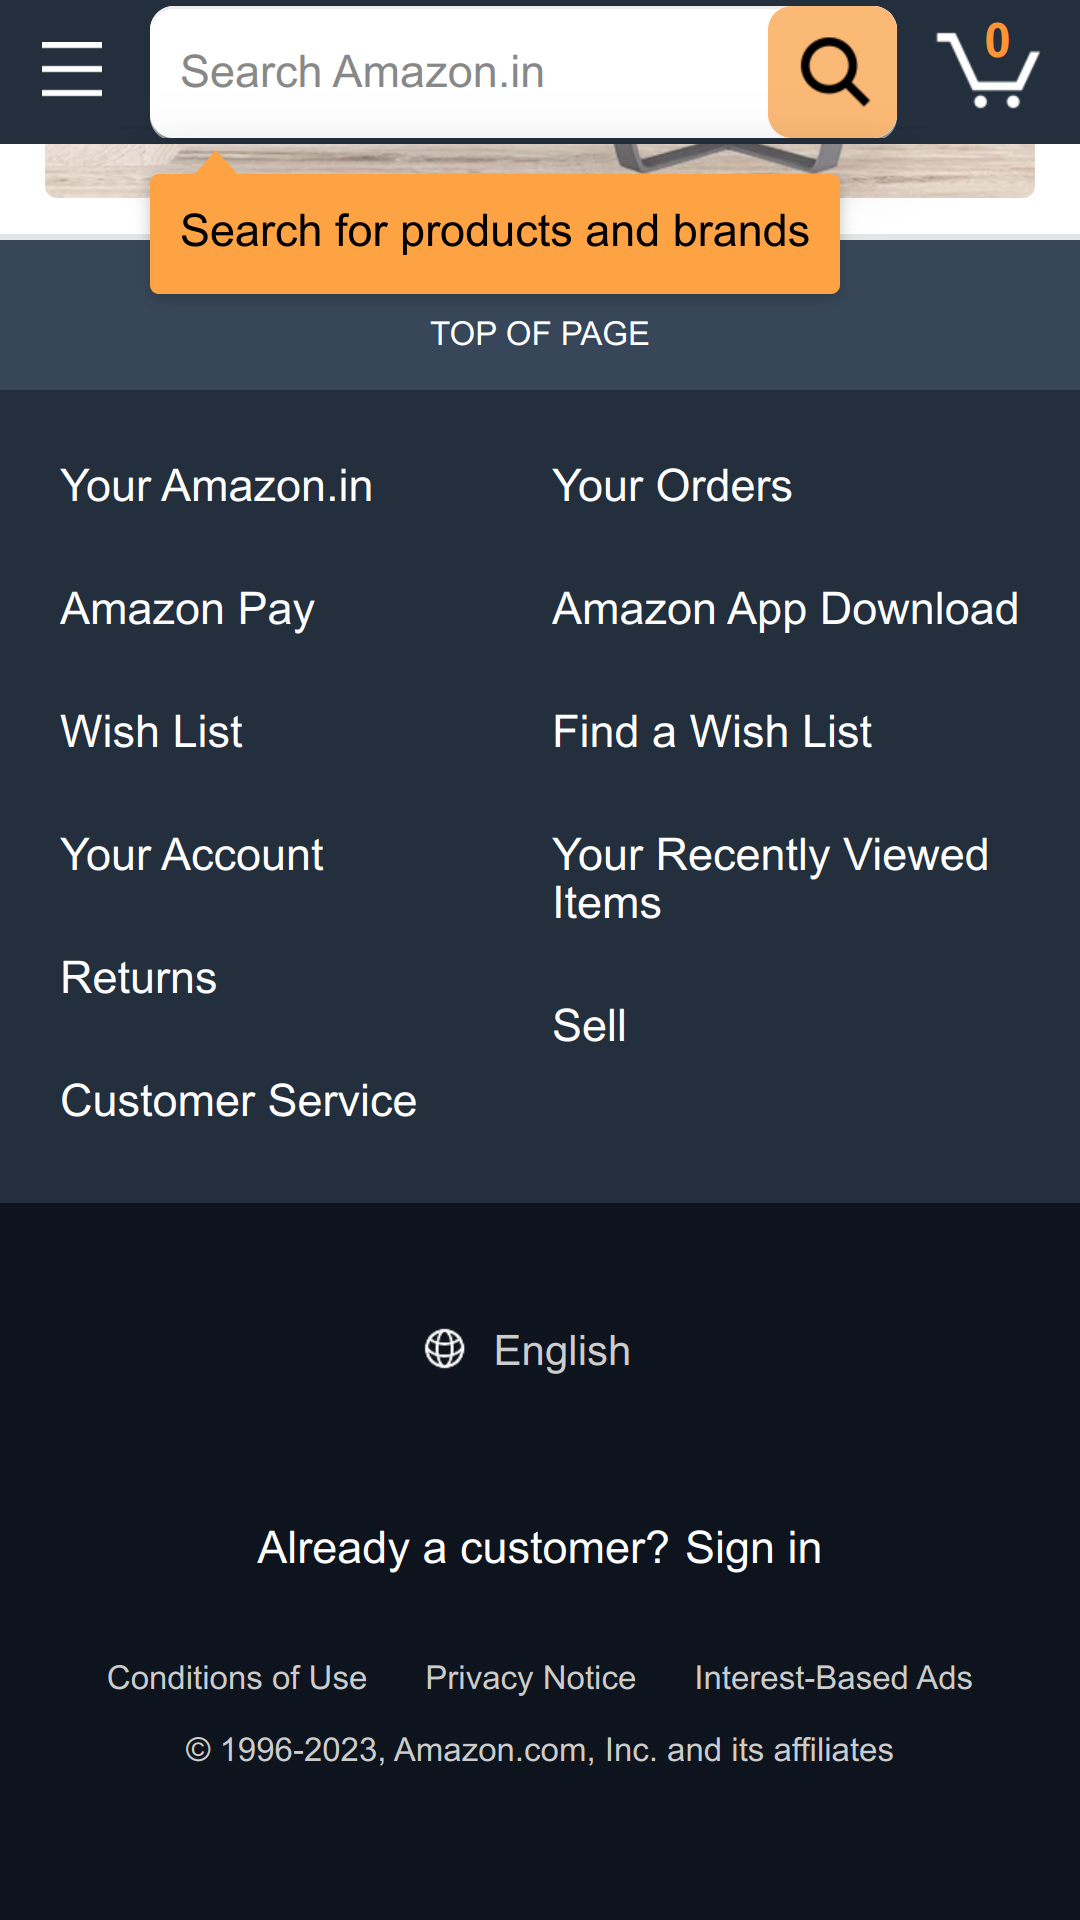 Search Amazon.in
0
Search for products and brands
TOP OF PAGE
Your Amazon.in
Your Orders
Amazon Pay
Amazon App Download
Wish List
Find a Wish List
Your Account
Your Recently Viewed
Items
Returns
Sell
Customer Service
English
Already a customer? Sign in
Conditions of Use Privacy Notice Interest-Based Ads
© 1996-2023, Amazon.com, Inc. and its affiliates